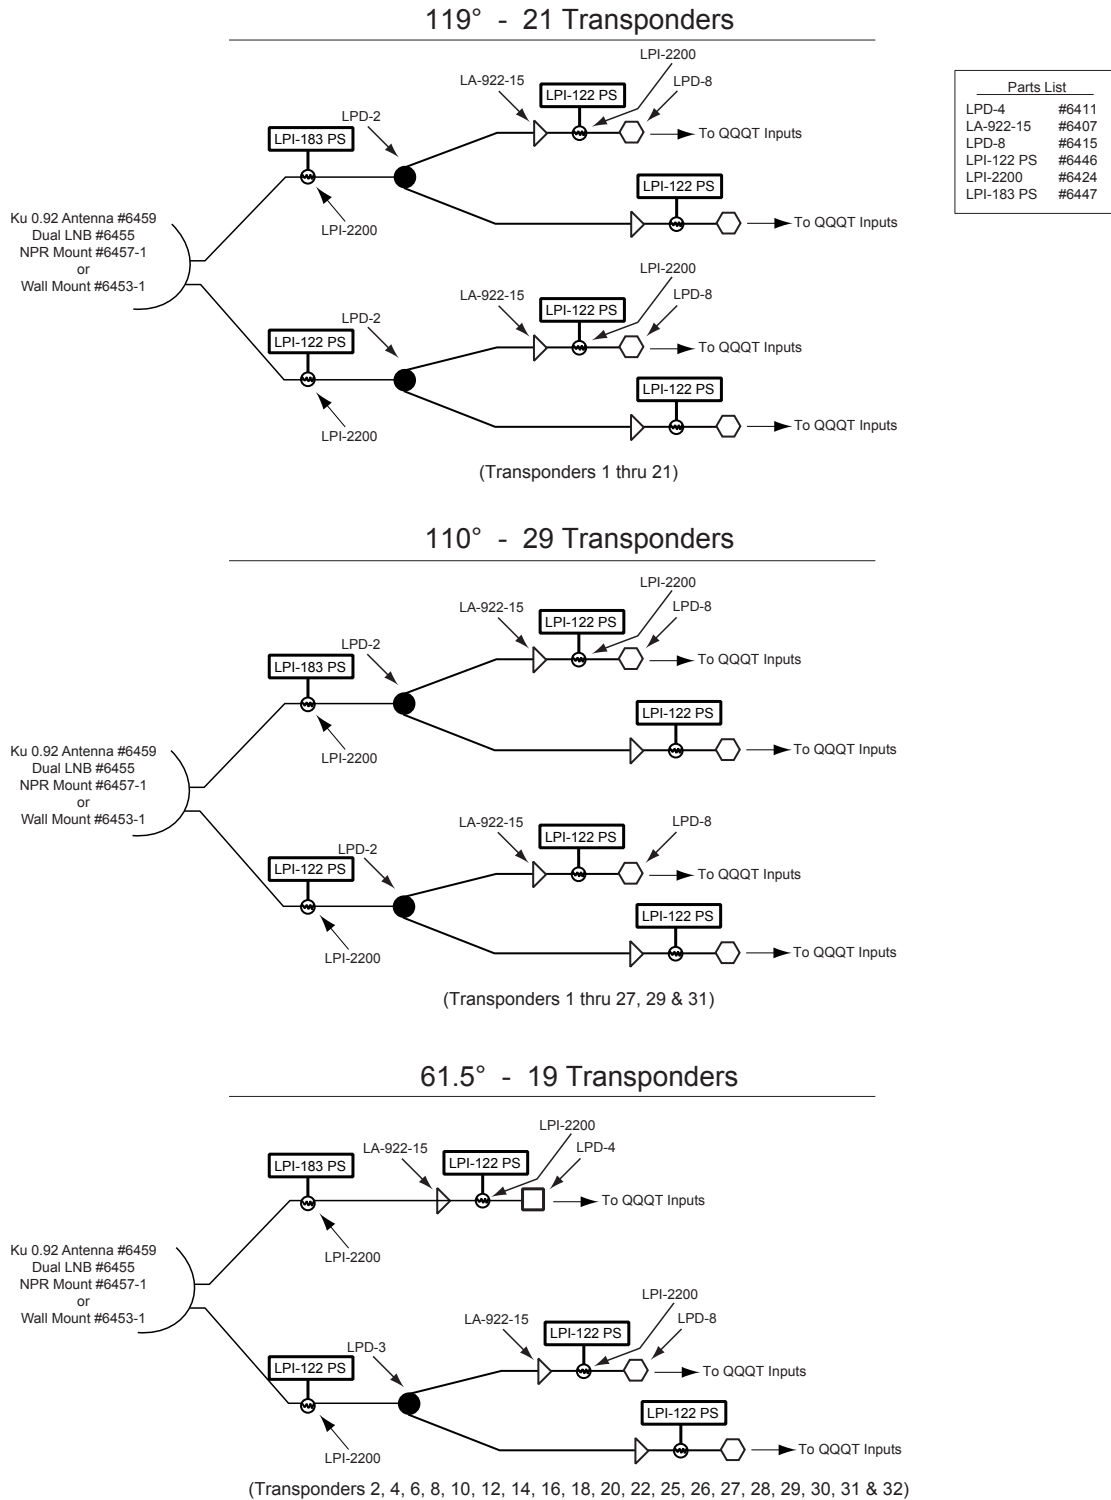 119° - 21 Transponders
LPI-2200
LA-922-15
LPI-122 PS
LPD-8
LPD-2
LPI-183 PS
To QQQT Inputs
LPI-122 PS
LPI-2200
To QQQT Inputs
Ku 0.92 Antenna #6459
Dual LNB #6455
NPR Mount #6457-1
or
Wall Mount #6453-1
LPI-2200
LA-922-15
LPI-122 PS
LPD-8
LPD-2
LPI-122 PS
To QQQT Inputs
LPI-122 PS
LPI-2200
To QQQT Inputs
(Transponders 1 thru 21)
Parts List
LPD-4 #6411
LA-922-15 #6407
LPD-8 #6415
LPI-122 PS #6446
LPI-2200 #6424
LPI-183 PS #6447
110° - 29 Transponders
LPI-2200
LA-922-15
LPI-122 PS
LPD-8
LPD-2
LPI-183 PS
To QQQT Inputs
LPI-122 PS
LPI-2200
To QQQT Inputs
Ku 0.92 Antenna #6459
Dual LNB #6455
NPR Mount #6457-1
or
Wall Mount #6453-1
LA-922-15
LPI-122 PS
LPD-8
LPD-2
LPI-122 PS
To QQQT Inputs
LPI-122 PS
LPI-2200
To QQQT Inputs
(Transponders 1 thru 27, 29 & 31)
61.5° - 19 Transponders
LPI-2200
LA-922-15
LPI-122 PS
LPD-4
LPI-183 PS
To QQQT Inputs
LPI-2200
Ku 0.92 Antenna #6459
Dual LNB #6455
NPR Mount #6457-1
or
Wall Mount #6453-1
LPI-2200
LA-922-15
LPI-122 PS
LPD-8
LPD-3
LPI-122 PS
To QQQT Inputs
LPI-122 PS
LPI-2200
To QQQT Inputs
(Transponders 2, 4, 6, 8, 10, 12, 14, 16, 18, 20, 22, 25, 26, 27, 28, 29, 30, 31 & 32)